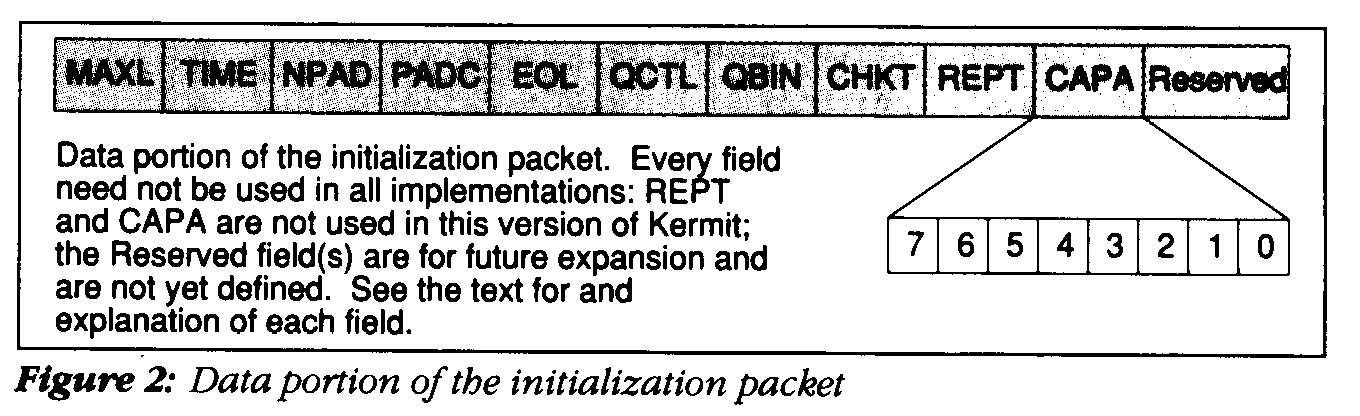 MAXL TIME NPAD PADC EOL QCTL QBIN CHKT REPT CAPA Reserved
Data portion of the initialization packet. Every field
need not be used in all implementations: REPT
and CAPA are not used in this version of Kermit;
the Reserved field(s) are for future expansion and
are not yet defined. See the text for and
explanation of each field.
7 6 5 4 3 2 1 0
Figure 2: Data portion of the initialization packet